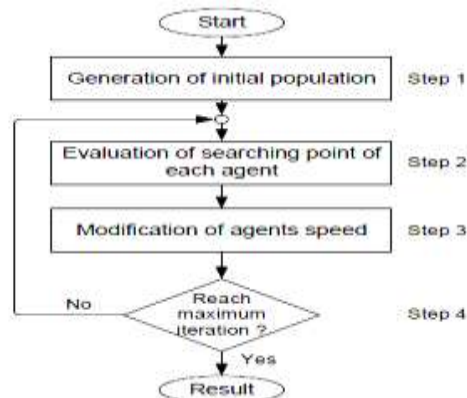 Start
Generation of initial population
Step 1
Evaluation of searching point of
each agent
Step 2
Modification of agents speed
Step 3
Reach
maximum
iteration ?
Step 4
No
Yes
Result